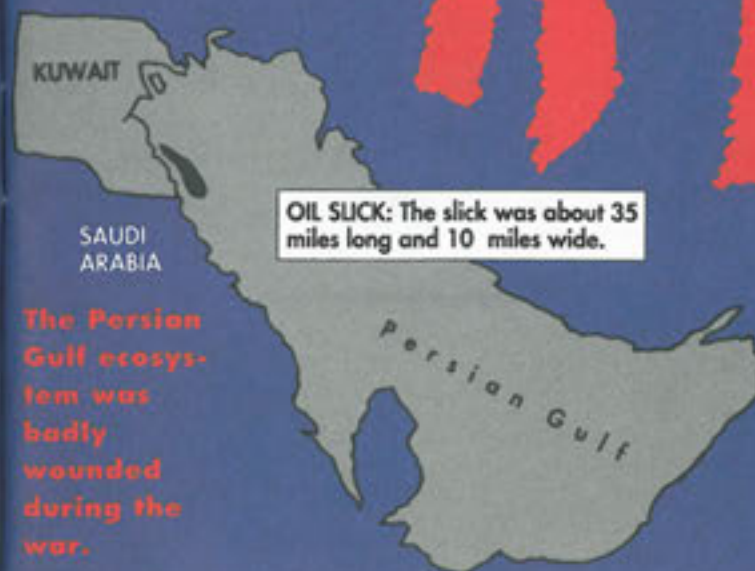 KUWAIT
OIL SLICK: The slick was about 35
miles long and 10 miles wide.
SAUDI
ARABIA
The Persian
Gulf ecosys-
tem was
badly
wounded
during the
war.
Persian Gulf